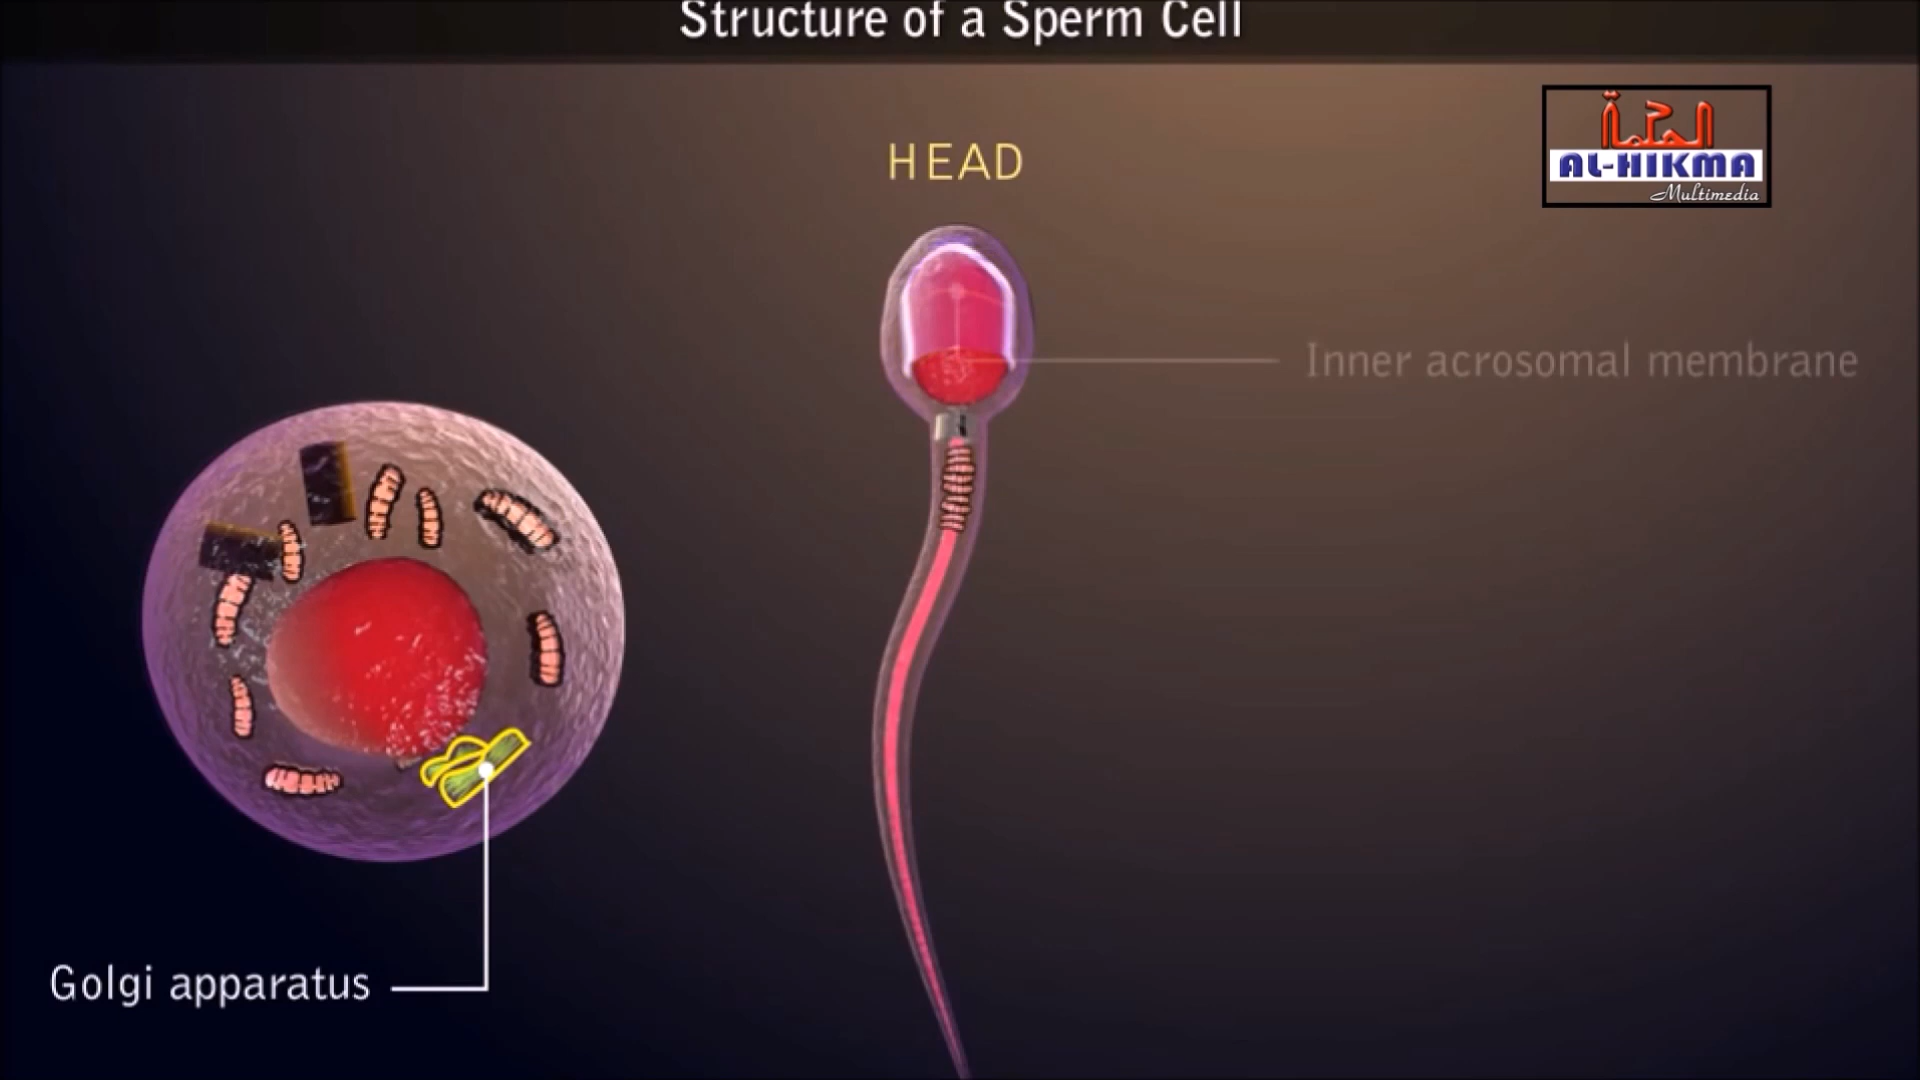 Structure of a Sperm Cell
الحكمة
AL-HIKMA
Multimedia
HEAD
Inner acrosomal membrane
Golgi apparatus